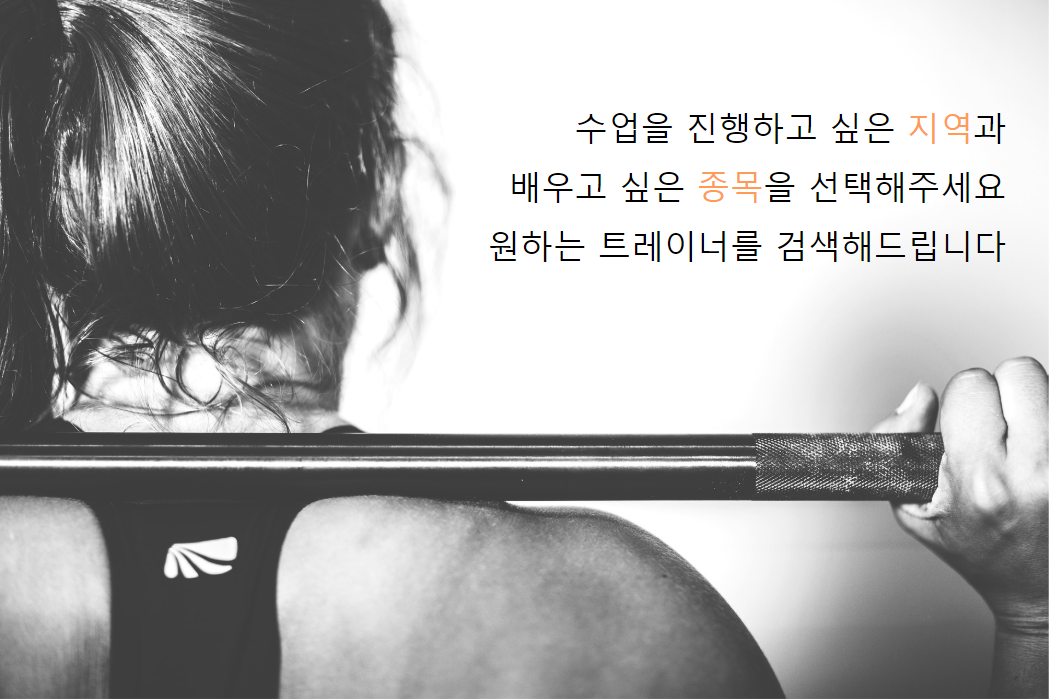 수업을 진행하고 싶은 지역과
배우고 싶은 종목을 선택해주세요
원하는 트레이너를 검색해드립니다